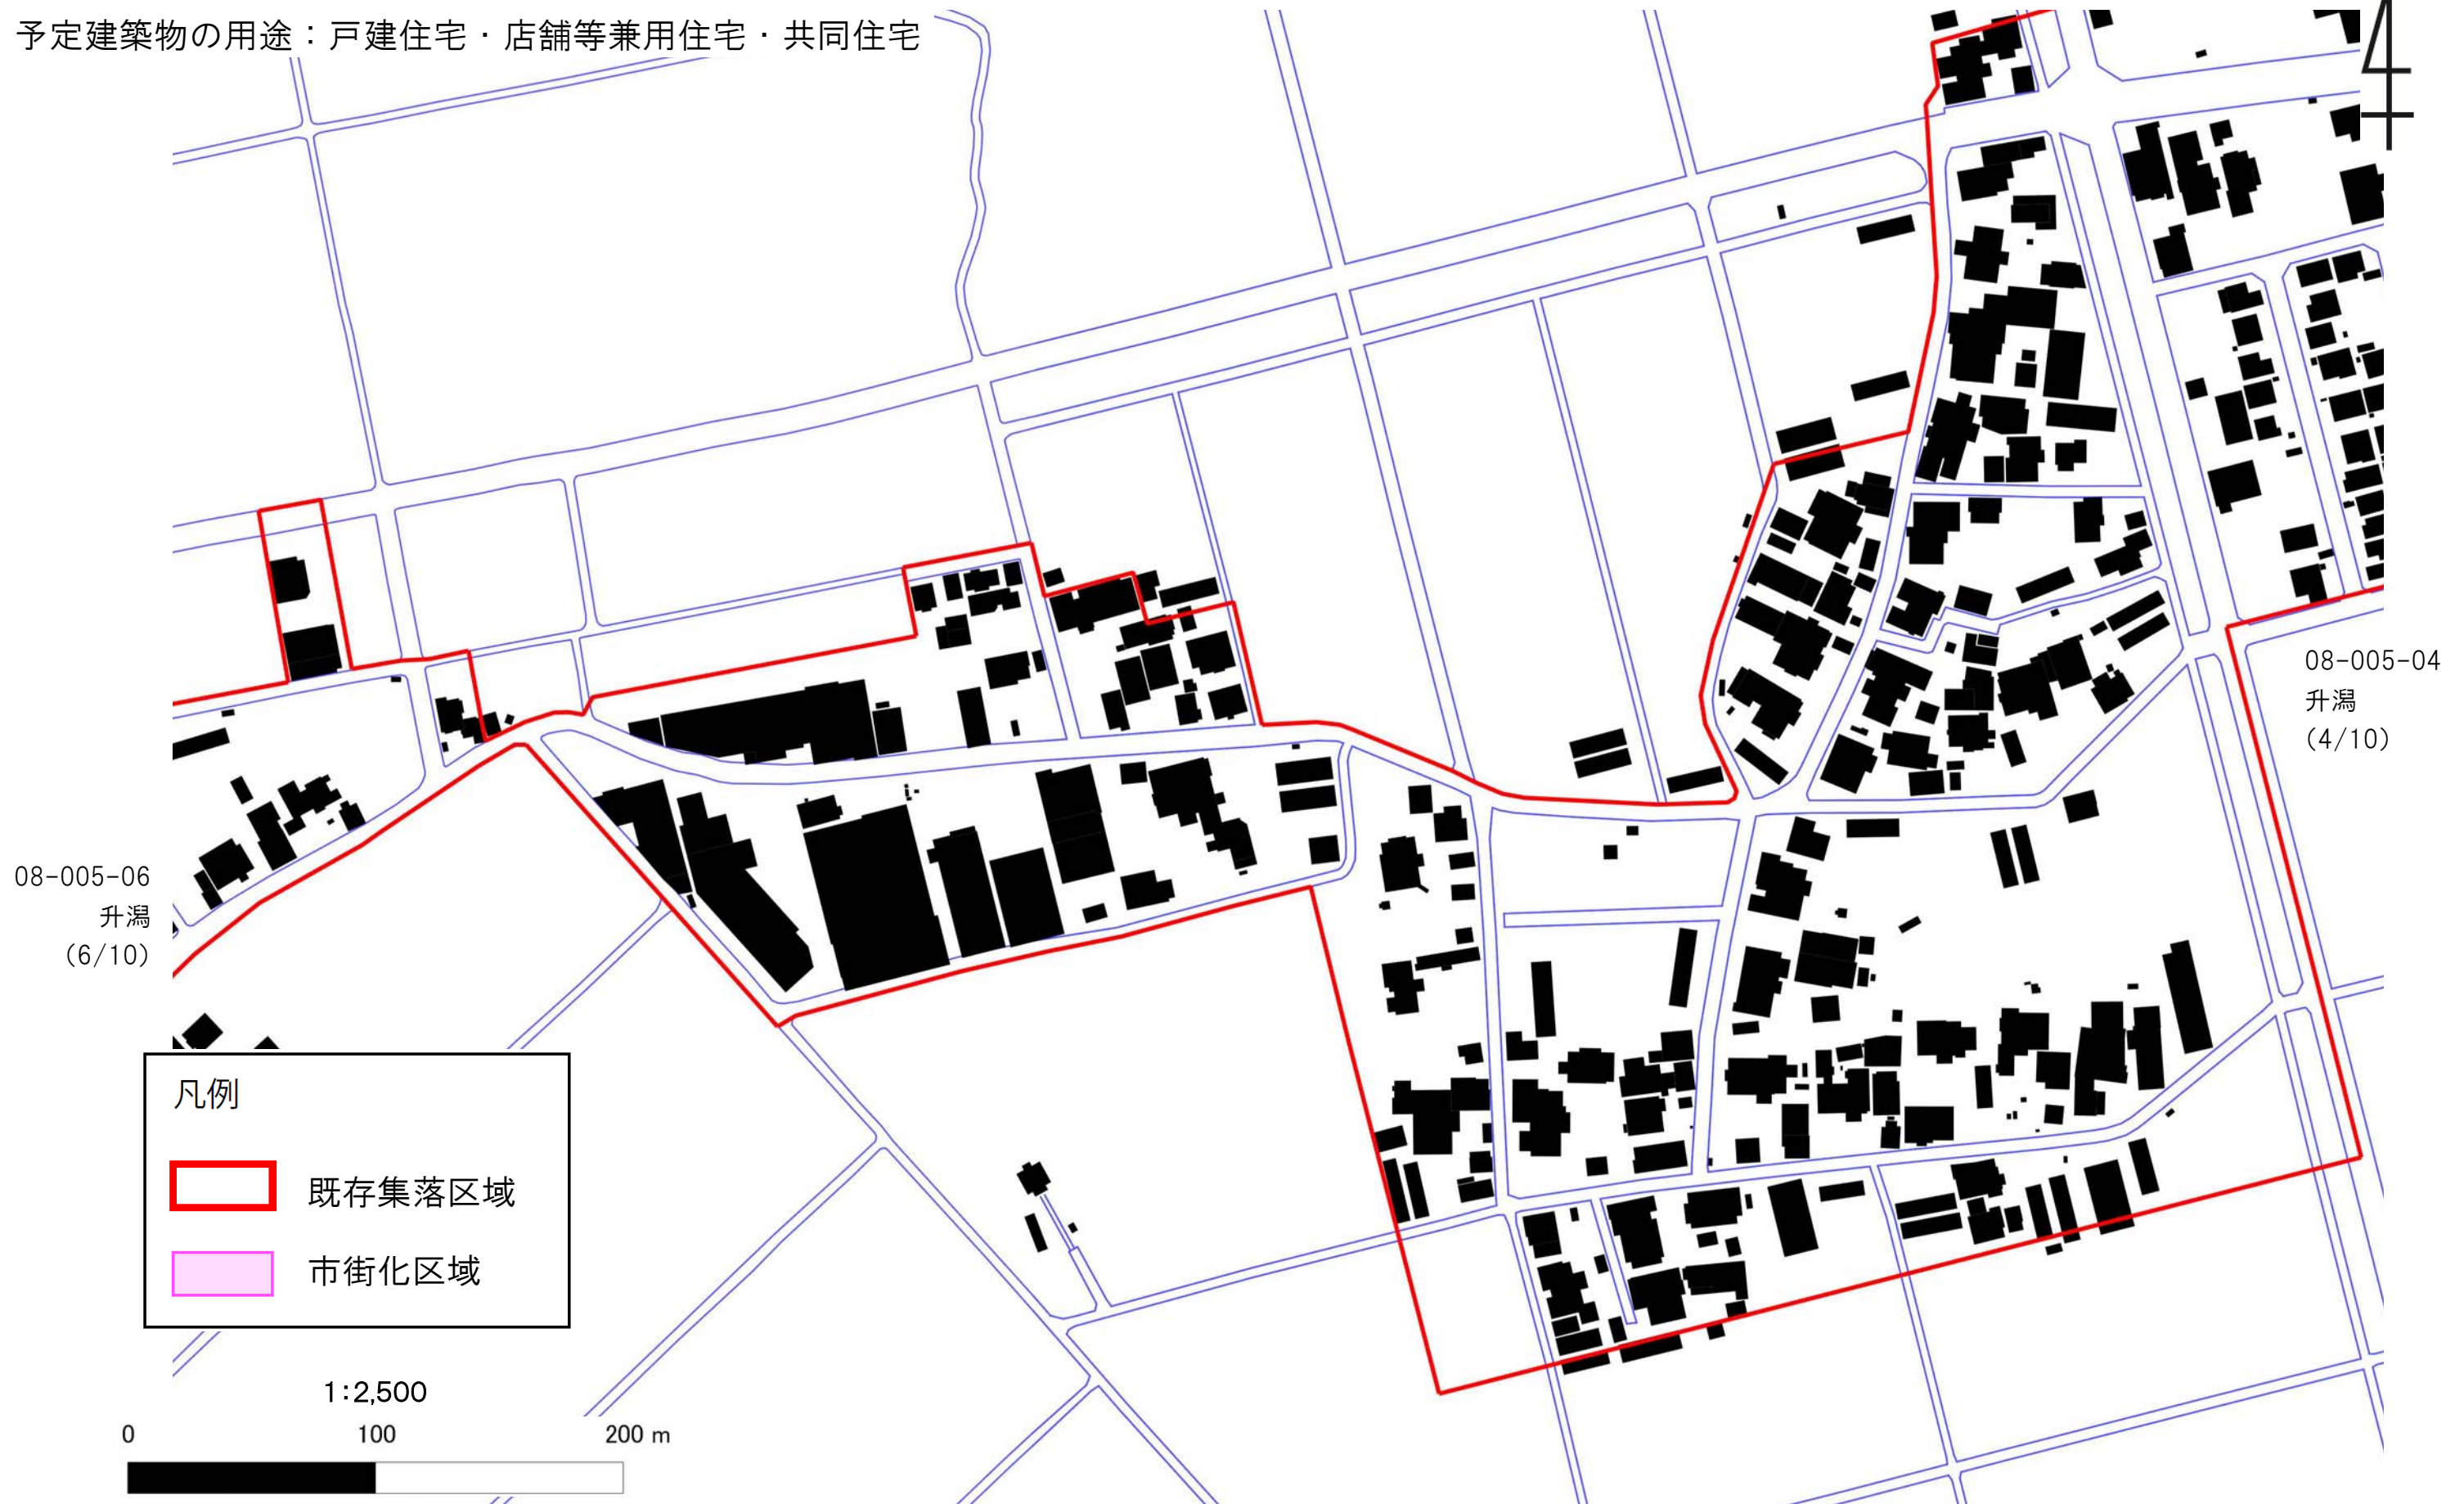 予定建築物の用途：戸建住宅・店舗等兼用住宅・共同住宅
08-005-04
升潟
(4/10)
08-005-06
升潟
(6/10)
凡例
既存集落区域
市街化区域
1:2,500
0 100 200 m